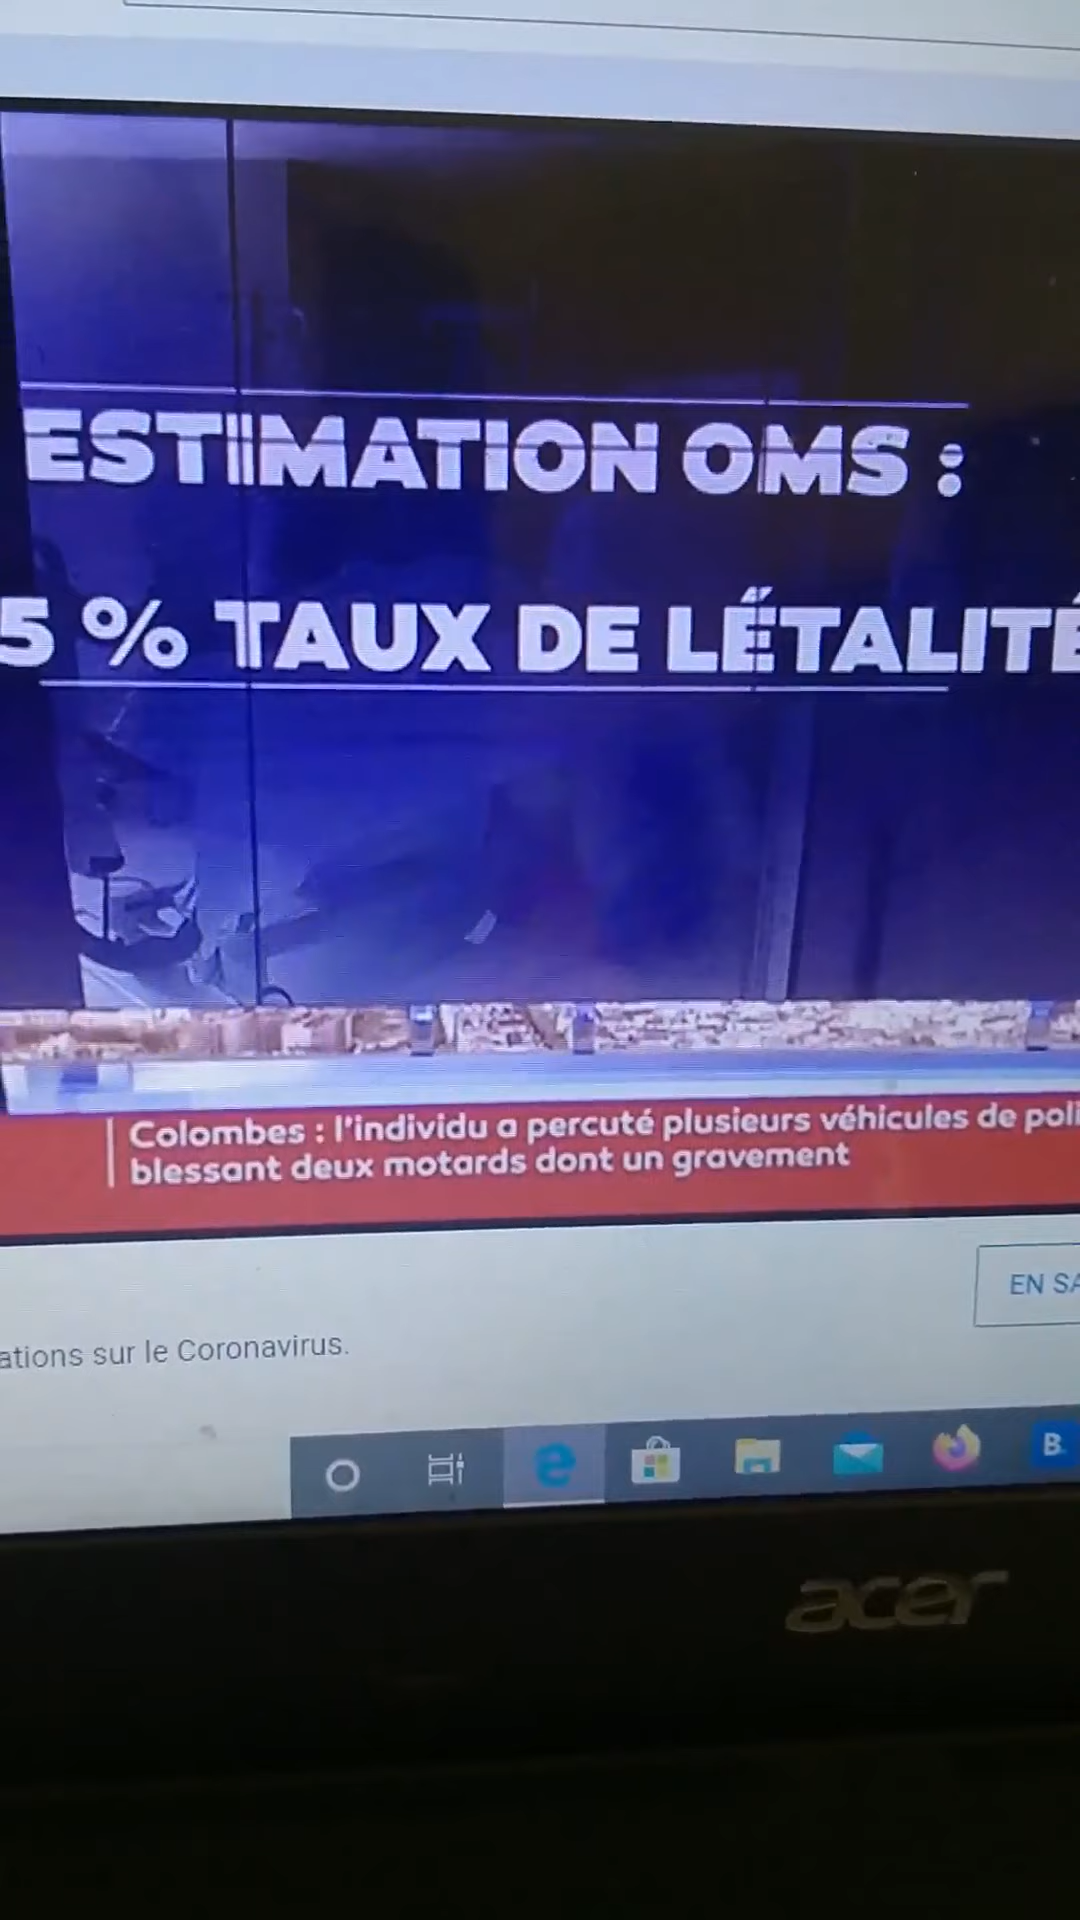 ESTIMATION OMS :
5 % TAUX DE LÉTALITÉ
Colombes : l'individu a percuté plusieurs véhicules de poli
blessant deux motards dont un gravement
EN SA
ations sur le Coronavirus.
B.
acer